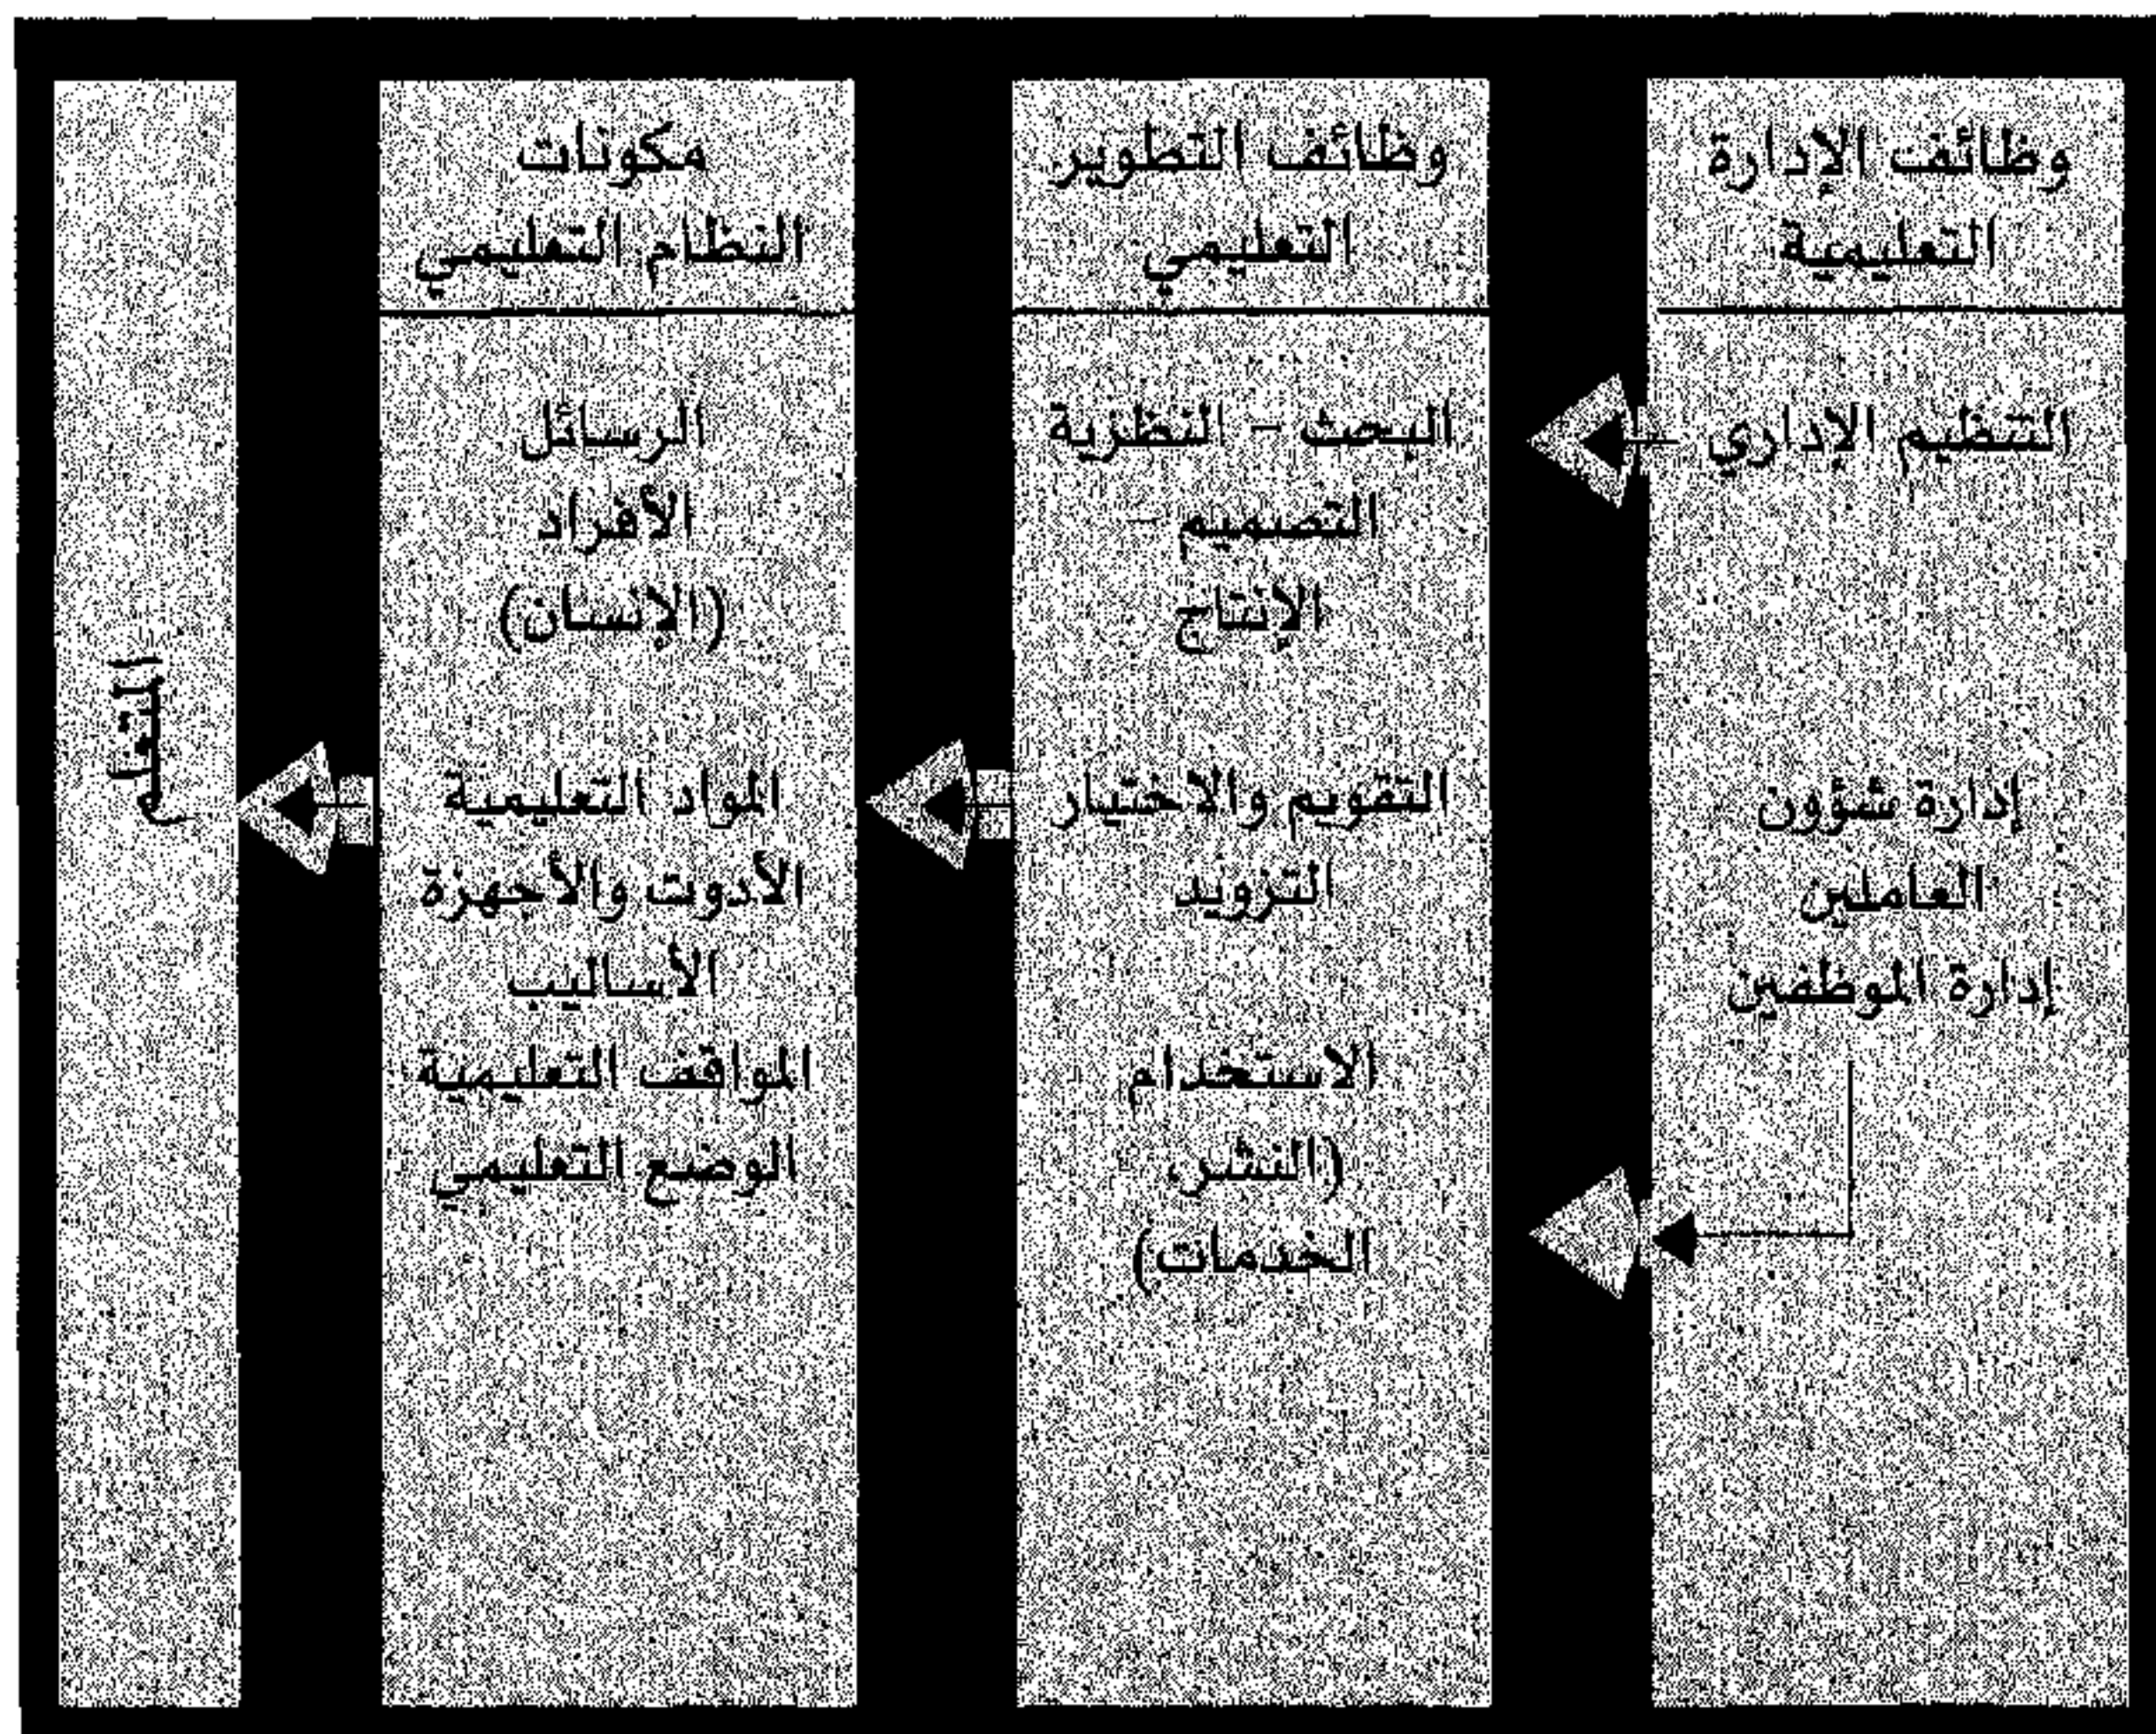 وظائف الإدارة
التعليمية
التنظيم الإداري
إدارة شؤون
العاملين
إدارة الموظفين
وظائف التطوير
التعليمي
البحث – النظرية
التصميم –
الإنتاج
التقويم والاختيار
التزويد
الاستخدام
(النشر،
الخدمات)
مكونات
النظام التعليمي
الرسائل
الأفراد
(الإنسان)
المواد التعليمية
الأدوت والأجهزة
الأساليب
المواقف التعليمية
الوضع التعليمي